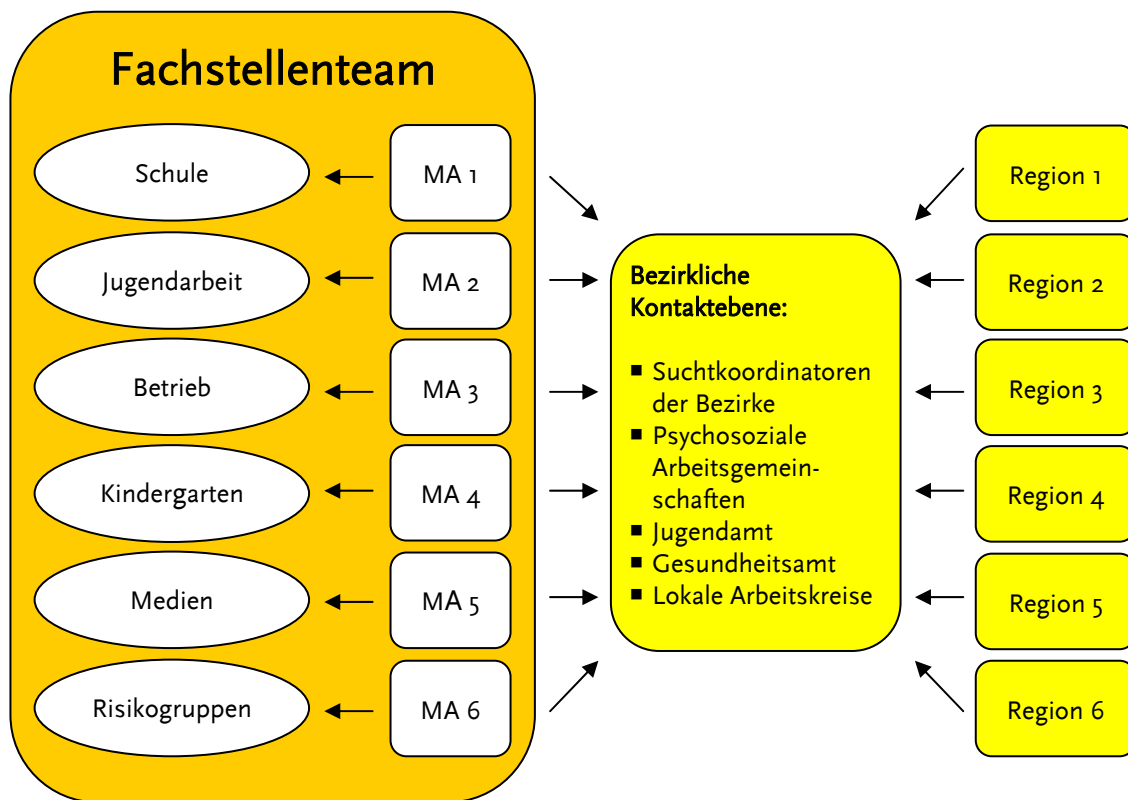 Fachstellenteam
Schule
MA 1
Jugendarbeit
MA 2
Betrieb
MA 3
Kindergarten
MA 4
Medien
MA 5
Risikogruppen
MA 6
Bezirkliche
Kontaktebene:
▪ Suchtkoordinatoren
der Bezirke
▪ Psychosoziale
Arbeitsgemein-
schaften
▪ Jugendamt
▪ Gesundheitsamt
▪ Lokale Arbeitskreise
Region 1
Region 2
Region 3
Region 4
Region 5
Region 6